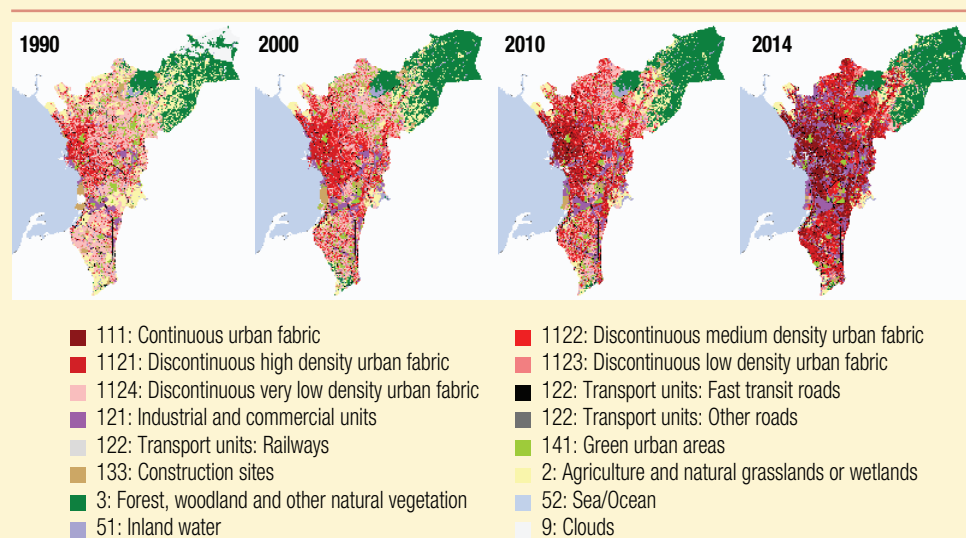 1990 2000 2010 2014
111: Continuous urban fabric
1121: Discontinuous high density urban fabric
1124: Discontinuous very low density urban fabric
121: Industrial and commercial units
122: Transport units: Railways
133: Construction sites
3: Forest, woodland and other natural vegetation
51: Inland water
1122: Discontinuous medium density urban fabric
1123: Discontinuous low density urban fabric
122: Transport units: Fast transit roads
122: Transport units: Other roads
141: Green urban areas
2: Agriculture and natural grasslands or wetlands
52: Sea/Ocean
9: Clouds